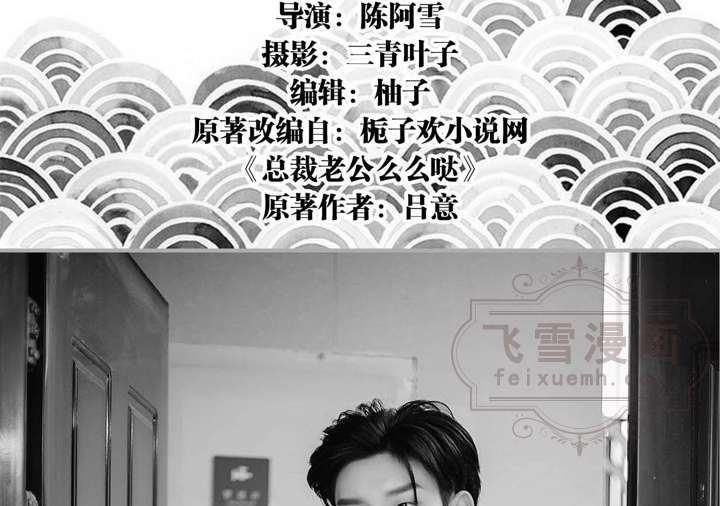 导演：陈阿雪
摄影：三青叶子
编辑：柚子
原著改编自：栀子欢小说网
《总裁老公么么哒》
原著作者：吕意
飞雪漫画
feixuemh.com